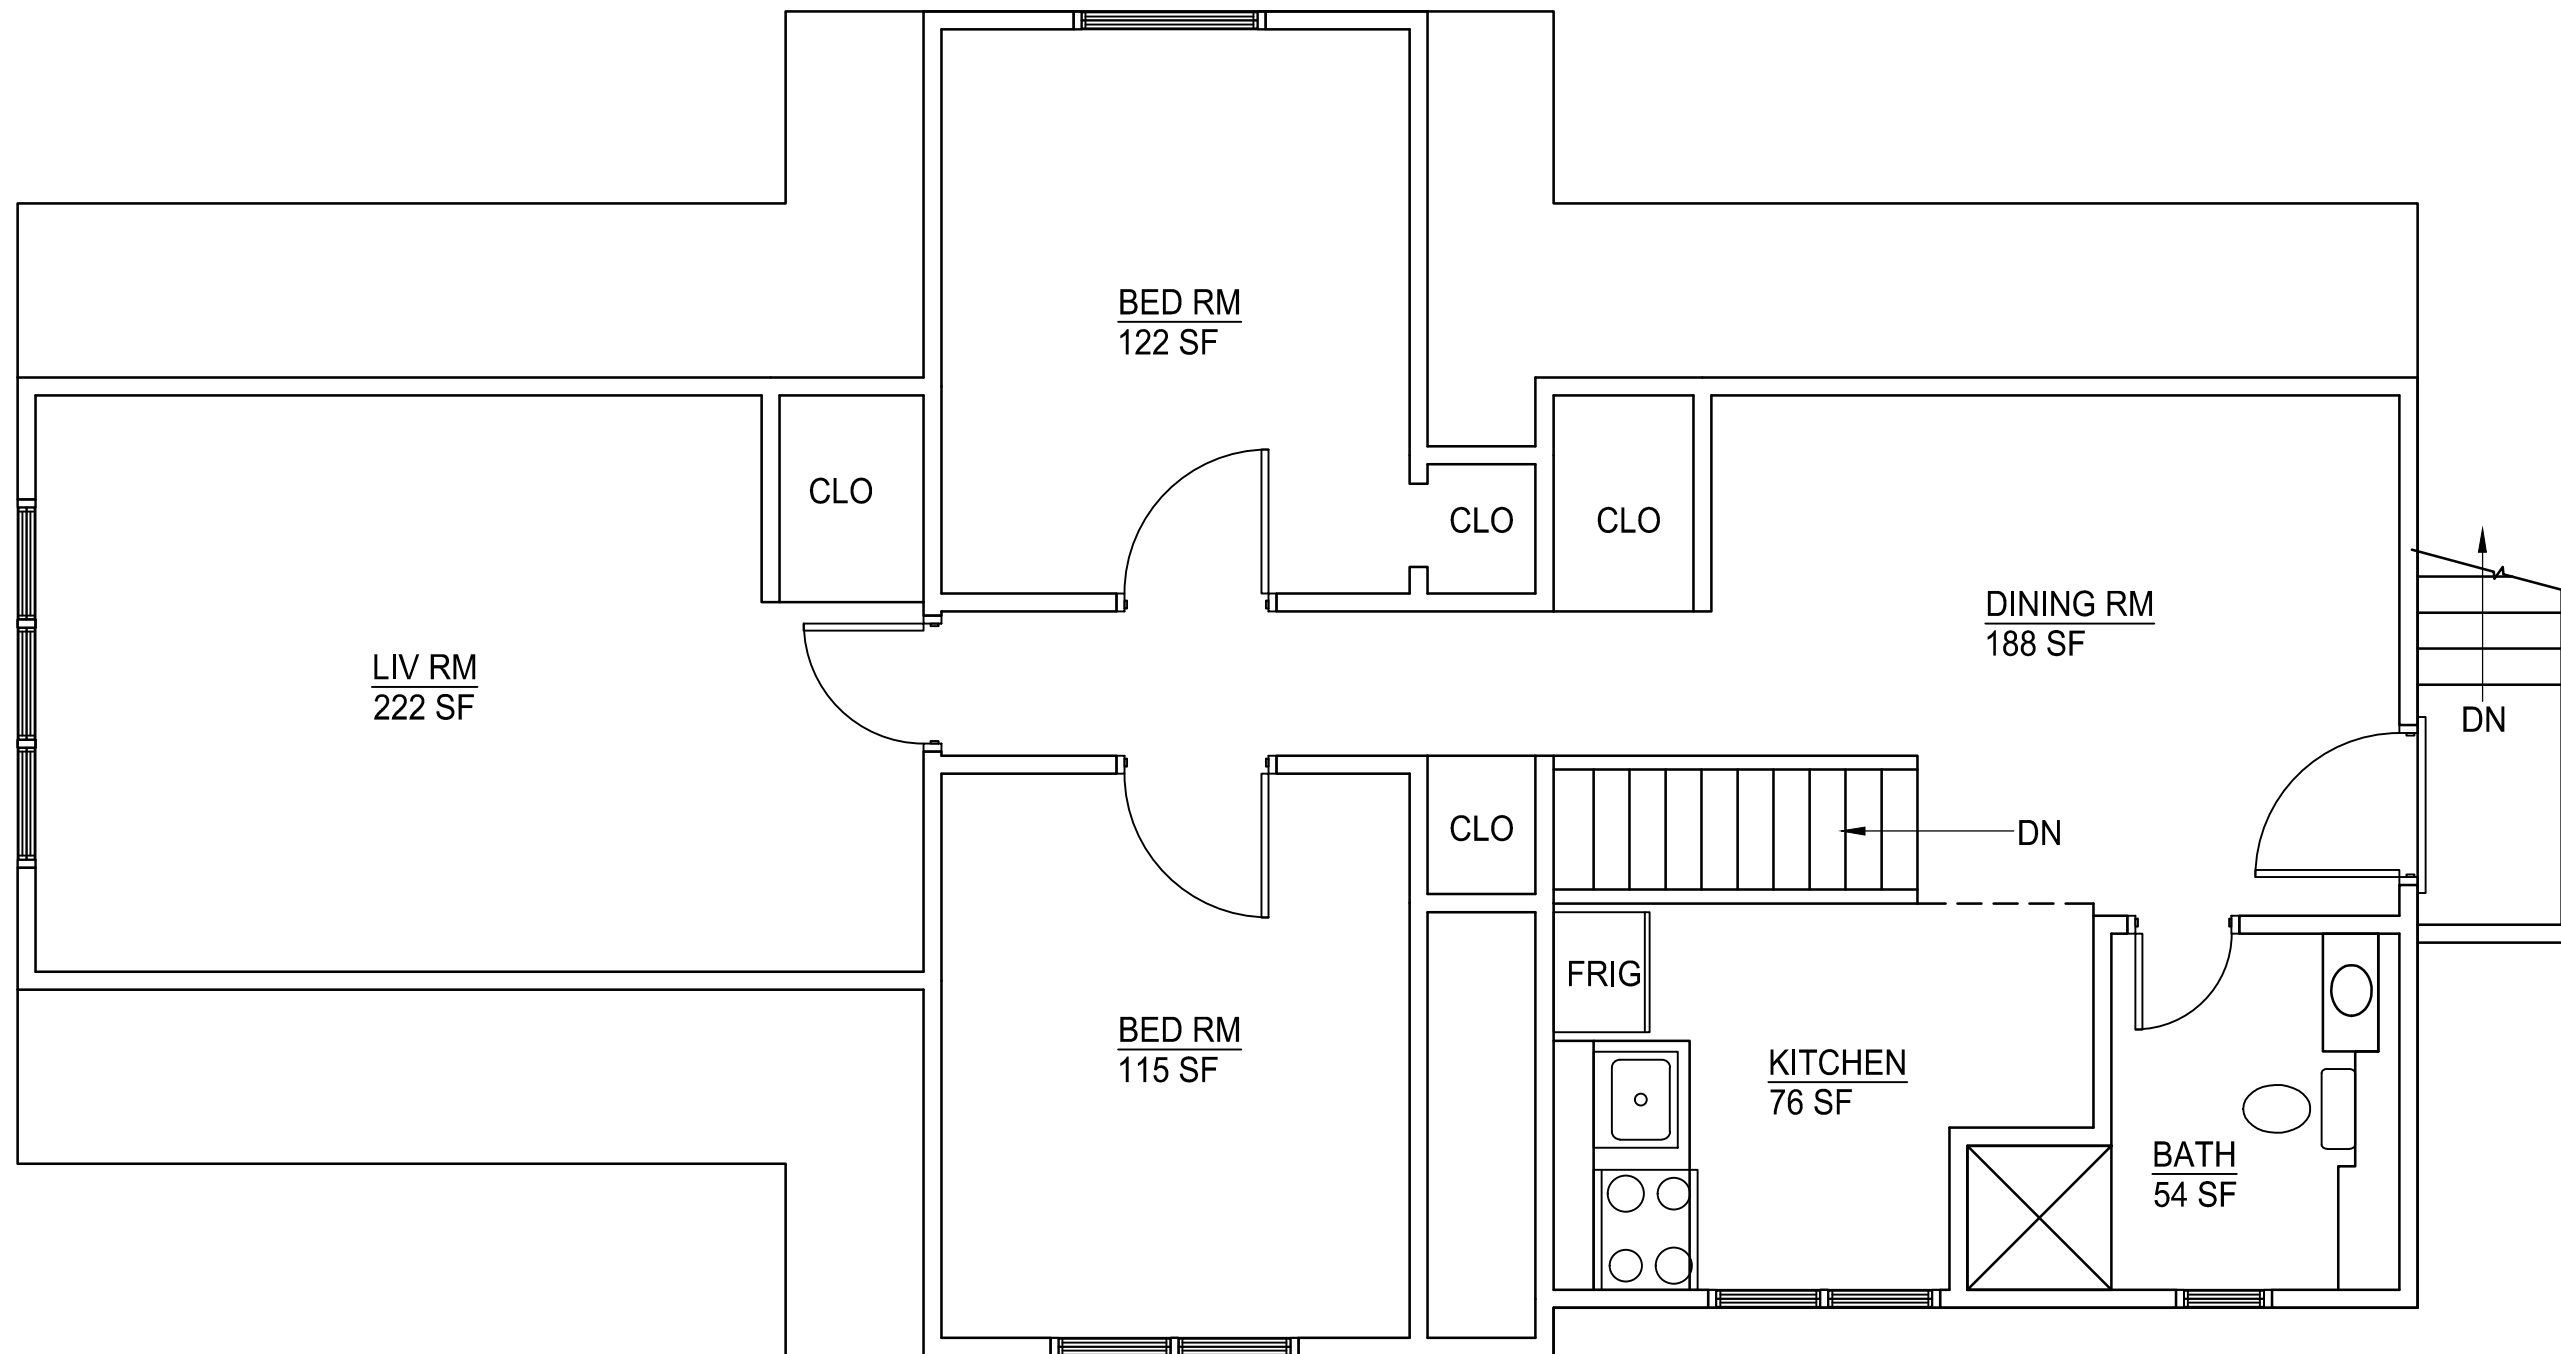 BED RM
122 SF
CLO
CLO
CLO
DINING RM
188 SF
LIV RM
222 SF
DN
CLO
DN
FRIG
BED RM
115 SF
KITCHEN
76 SF
BATH
54 SF